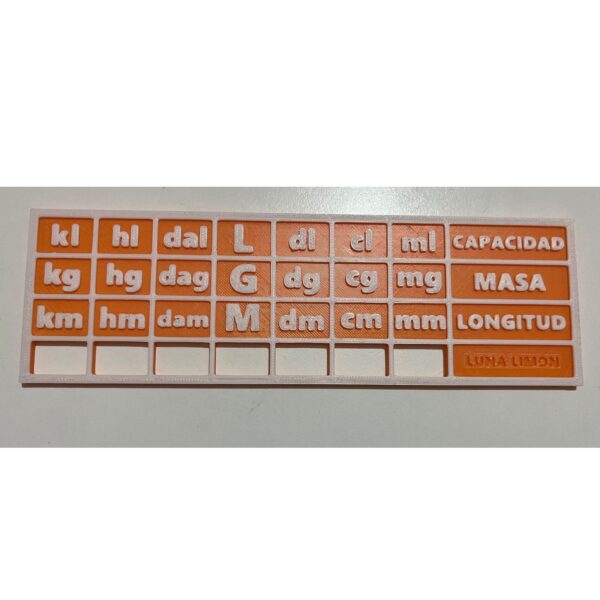 kl hl dal L dl cl ml CAPACIDAD
kg hg dag G dg cg mg MASA
km hm dam M dm cm mm LONGITUD
LUNA LIMON